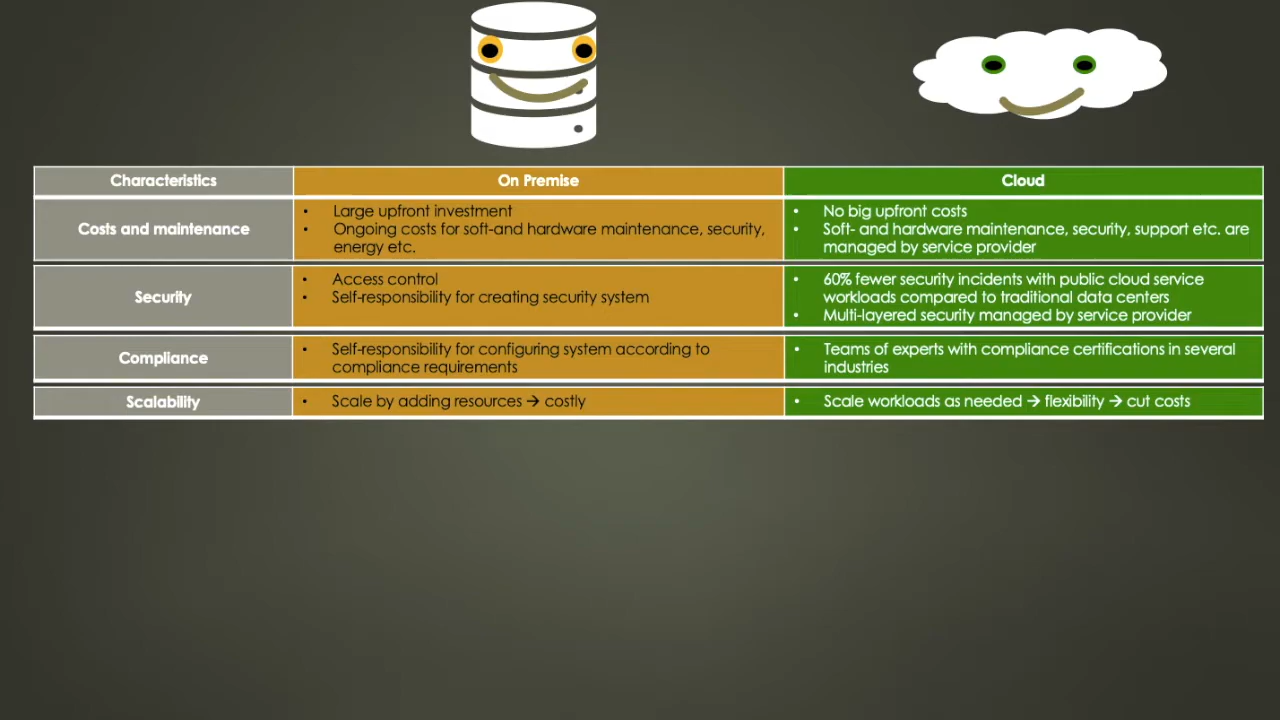 Characteristics
On Premise
Cloud
Costs and maintenance
• Large upfront investment
• Ongoing costs for soft-and hardware maintenance, security,
energy etc.
• No big upfront costs
• Soft- and hardware maintenance, security, support etc. are
managed by service provider
Security
• Access control
• Self-responsibility for creating security system
• 60% fewer security incidents with public cloud service
workloads compared to traditional data centers
• Multi-layered security managed by service provider
Compliance
• Self-responsibility for configuring system according to
compliance requirements
• Teams of experts with compliance certifications in several
industries
Scalability
• Scale by adding resources → costly
• Scale workloads as needed → flexibility → cut costs